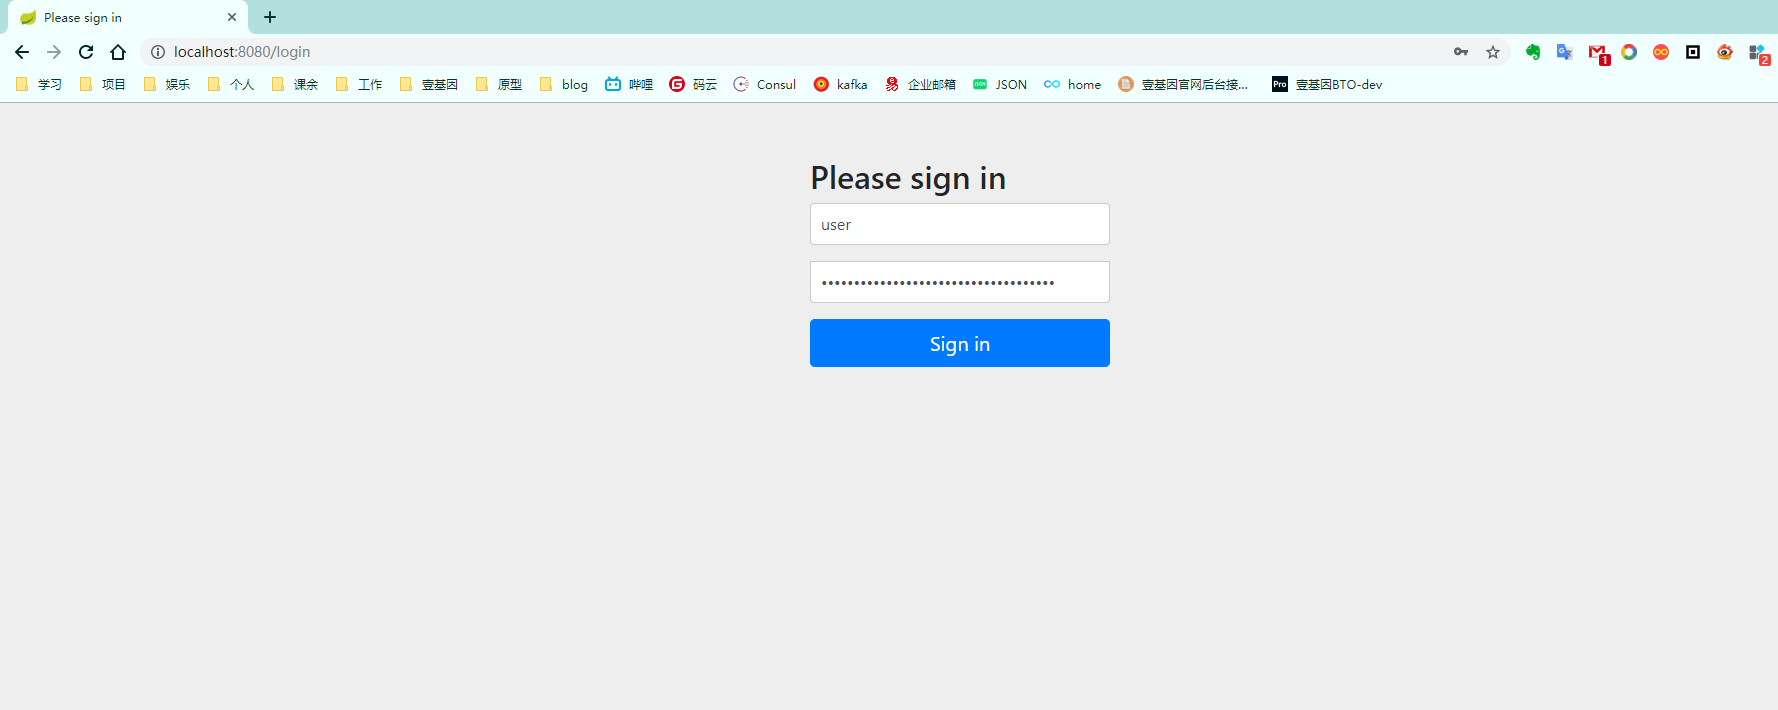 Please sign in
localhost:8080/login
1
2
学习 项目 娱乐 个人 课余 工作 壹基因 原型 blog 哔哩 码云 Consul kafka 企业邮箱 JSON home 壹基因官网后台接... Pro 壹基因BTO-dev
Please sign in
user
Sign in